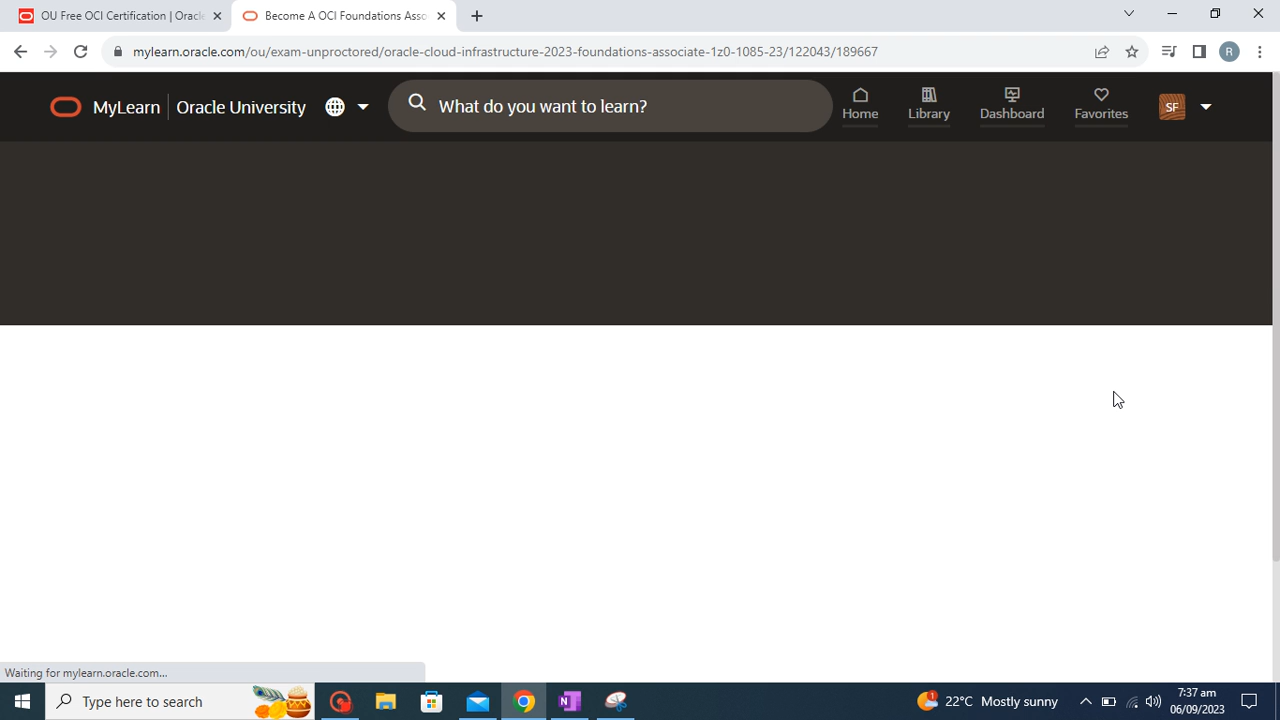 OU Free OCI Certification | Oracl
Become A OCI Foundations Asso
mylearn.oracle.com/ou/exam-unproctored/oracle-cloud-infrastructure-2023-foundations-associate-1z0-1085-23/122043/189667
R
MyLearn | Oracle University
What do you want to learn?
Home
Library
Dashboard
Favorites
SF
Waiting for mylearn.oracle.com...
Type here to search
1
22°C Mostly sunny
7:37 am
06/09/2023